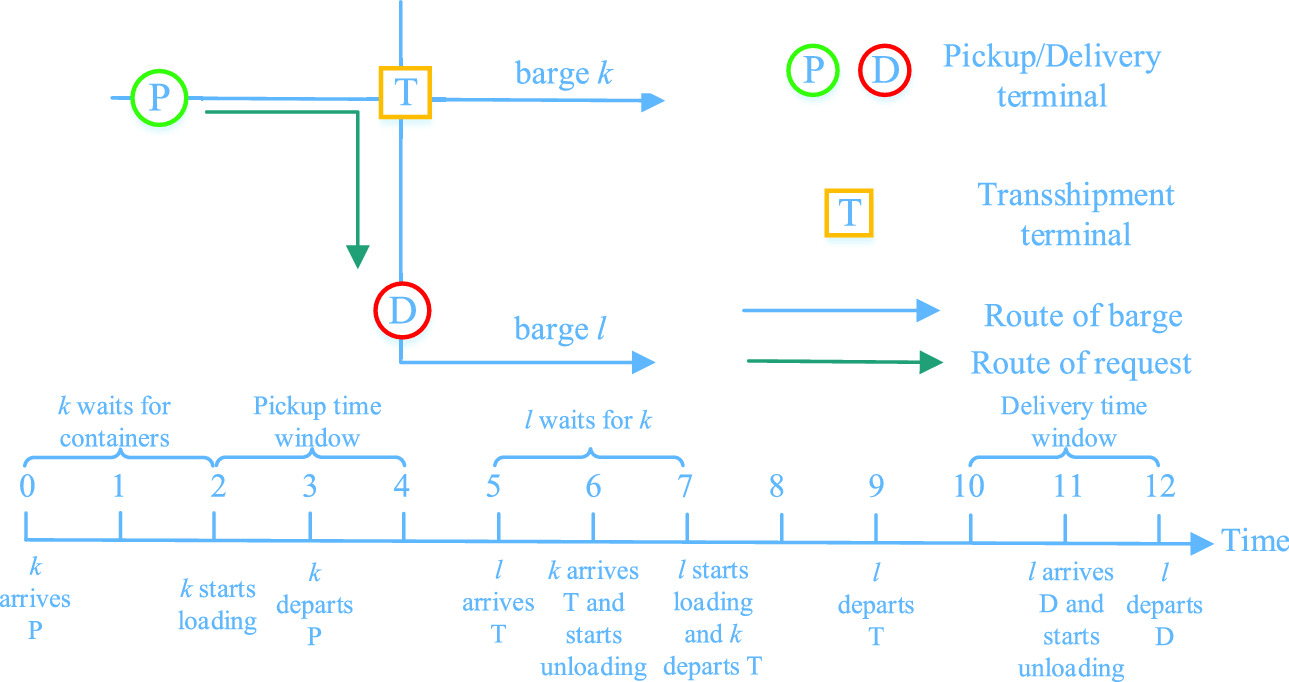 P
T
barge k
D
barge l
P D
Pickup/Delivery
terminal
T
Transshipment
terminal
Route of barge
Route of request
k waits for
containers
Pickup time
window
l waits for k
Delivery time
window
0 1 2 3 4 5 6 7 8 9 10 11 12
Time
k
arrives
P
k starts
loading
k
departs
P
l
arrives
T
k arrives
T and
starts
unloading
l starts
loading
and k
departs T
l
departs
T
l arrives
D and
starts
unloading
l
departs
D